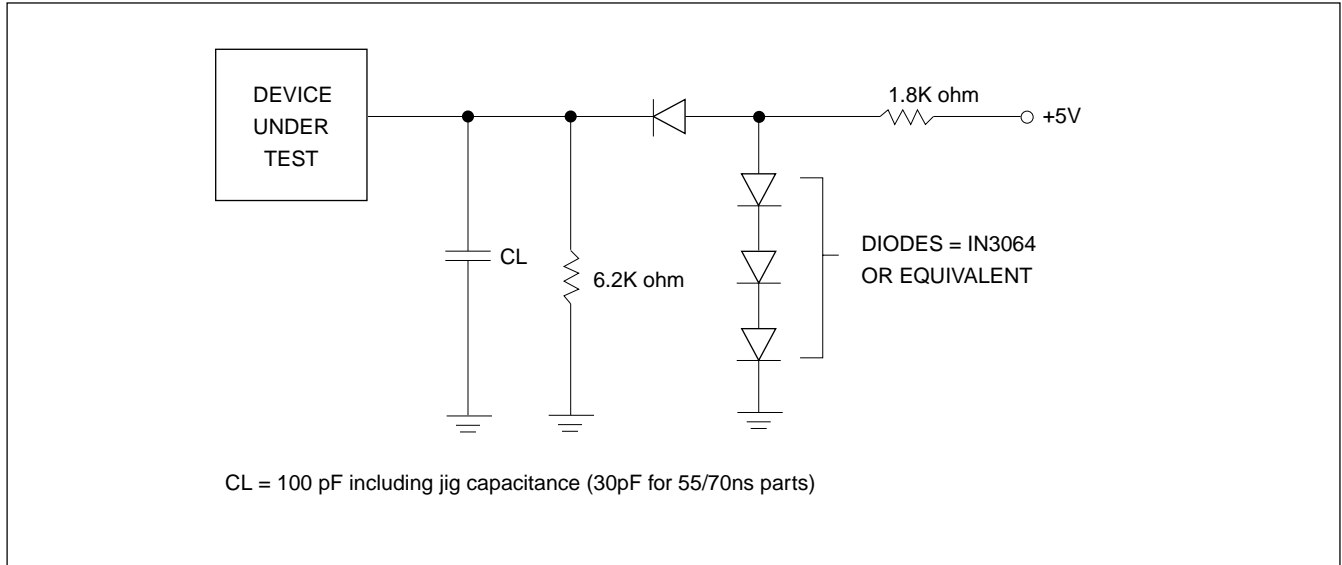 DEVICE
UNDER
TEST
1.8K ohm
+5V
CL
6.2K ohm
DIODES = IN3064
OR EQUIVALENT
CL = 100 pF including jig capacitance (30pF for 55/70ns parts)